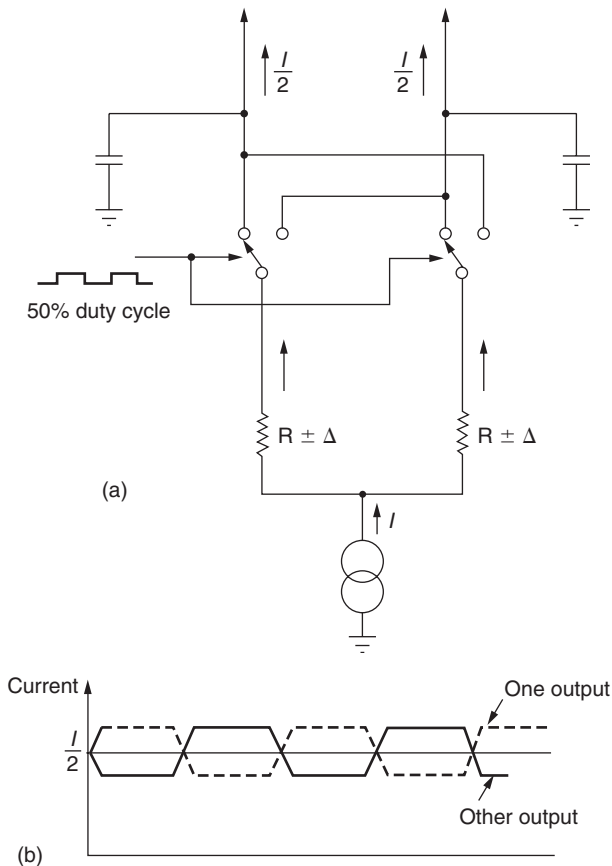 I/2
I/2
50% duty cycle
R ± Δ
R ± Δ
(a)
I
Current
One output
I/2
Other output
(b)